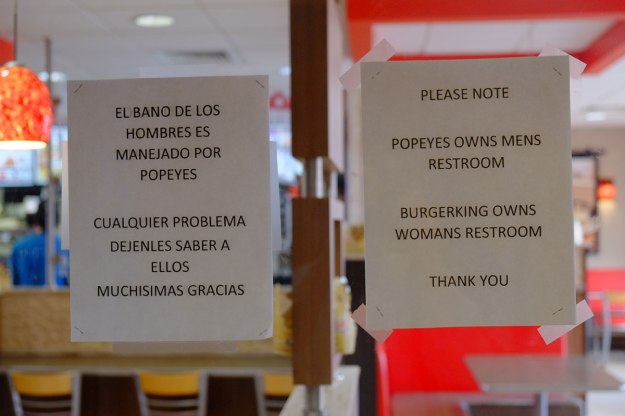 EL BANO DE LOS
HOMBRES ES
MANEJADO POR
POPEYES
CUALQUIER PROBLEMA
DEJENLES SABER A
ELLOS
MUCHISIMAS GRACIAS
PLEASE NOTE
POPEYES OWNS MENS
RESTROOM
BURGERKING OWNS
WOMANS RESTROOM
THANK YOU